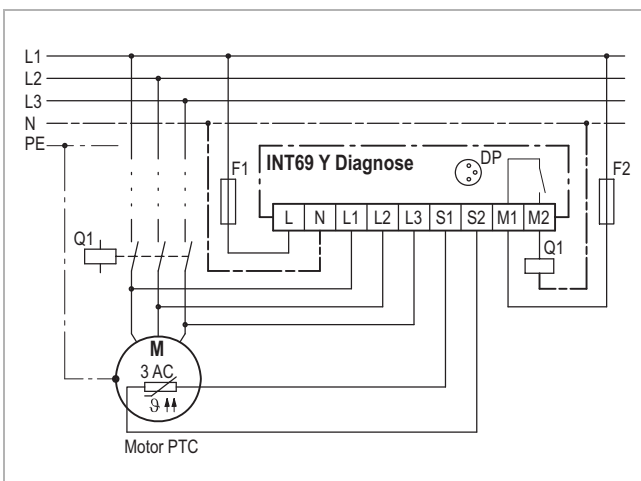 L1
L2
L3
N
PE
F1
INT69 Y Diagnose
DP
F2
L N L1 L2 L3 S1 S2 M1 M2
Q1
Q1
M
3 AC
ϑ
Motor PTC